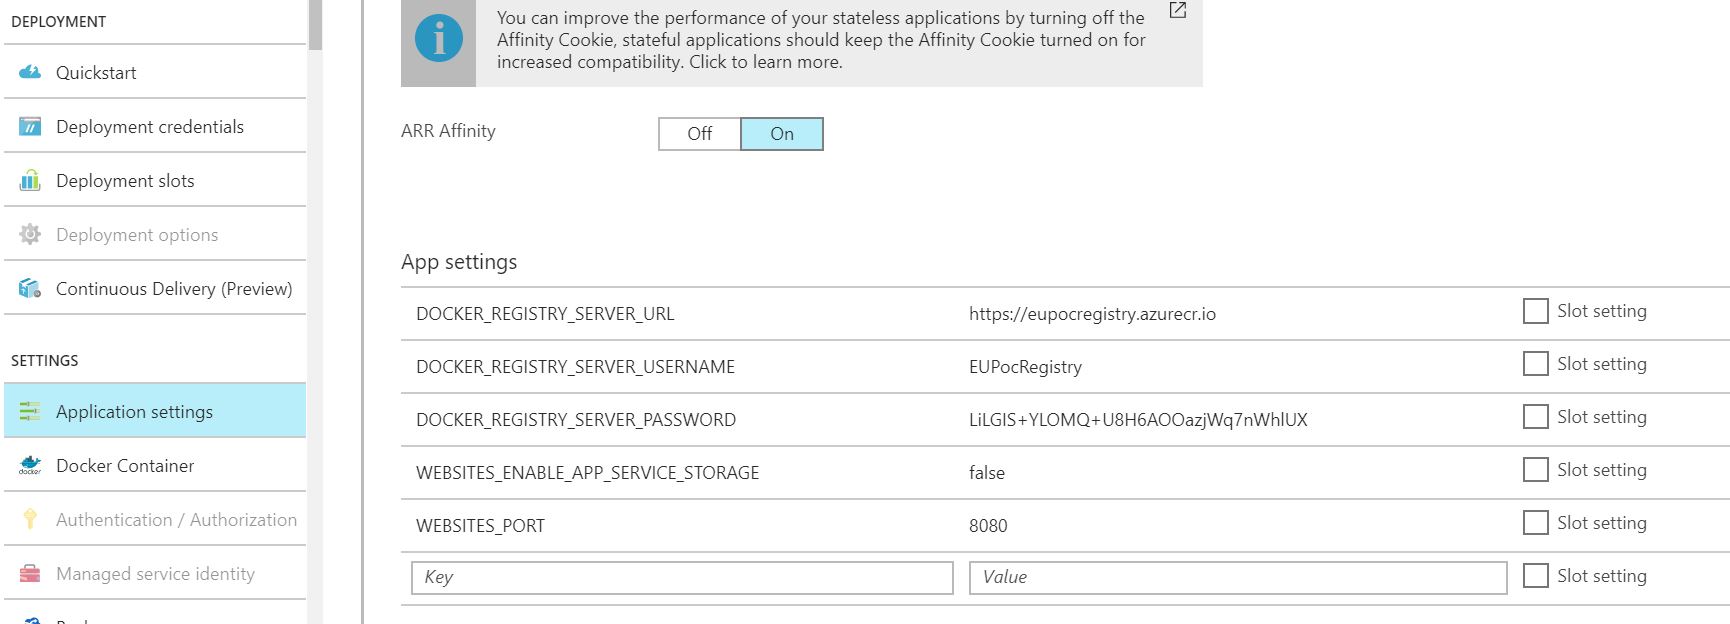 DEPLOYMENT
Quickstart
Deployment credentials
Deployment slots
Deployment options
Continuous Delivery (Preview)
SETTINGS
Application settings
docker
Docker Container
Authentication / Authorization
Managed service identity
You can improve the performance of your stateless applications by turning off the
Affinity Cookie, stateful applications should keep the Affinity Cookie turned on for
increased compatibility. Click to learn more.
ARR Affinity Off On
App settings
DOCKER_REGISTRY_SERVER_URL https://eupocregistry.azurecr.io Slot setting
DOCKER_REGISTRY_SERVER_USERNAME EUPocRegistry Slot setting
DOCKER_REGISTRY_SERVER_PASSWORD LiLGIS+YLOMQ+U8H6AOOazjWq7nWhlUX Slot setting
WEBSITES_ENABLE_APP_SERVICE_STORAGE false Slot setting
WEBSITES_PORT 8080 Slot setting
Key Value Slot setting